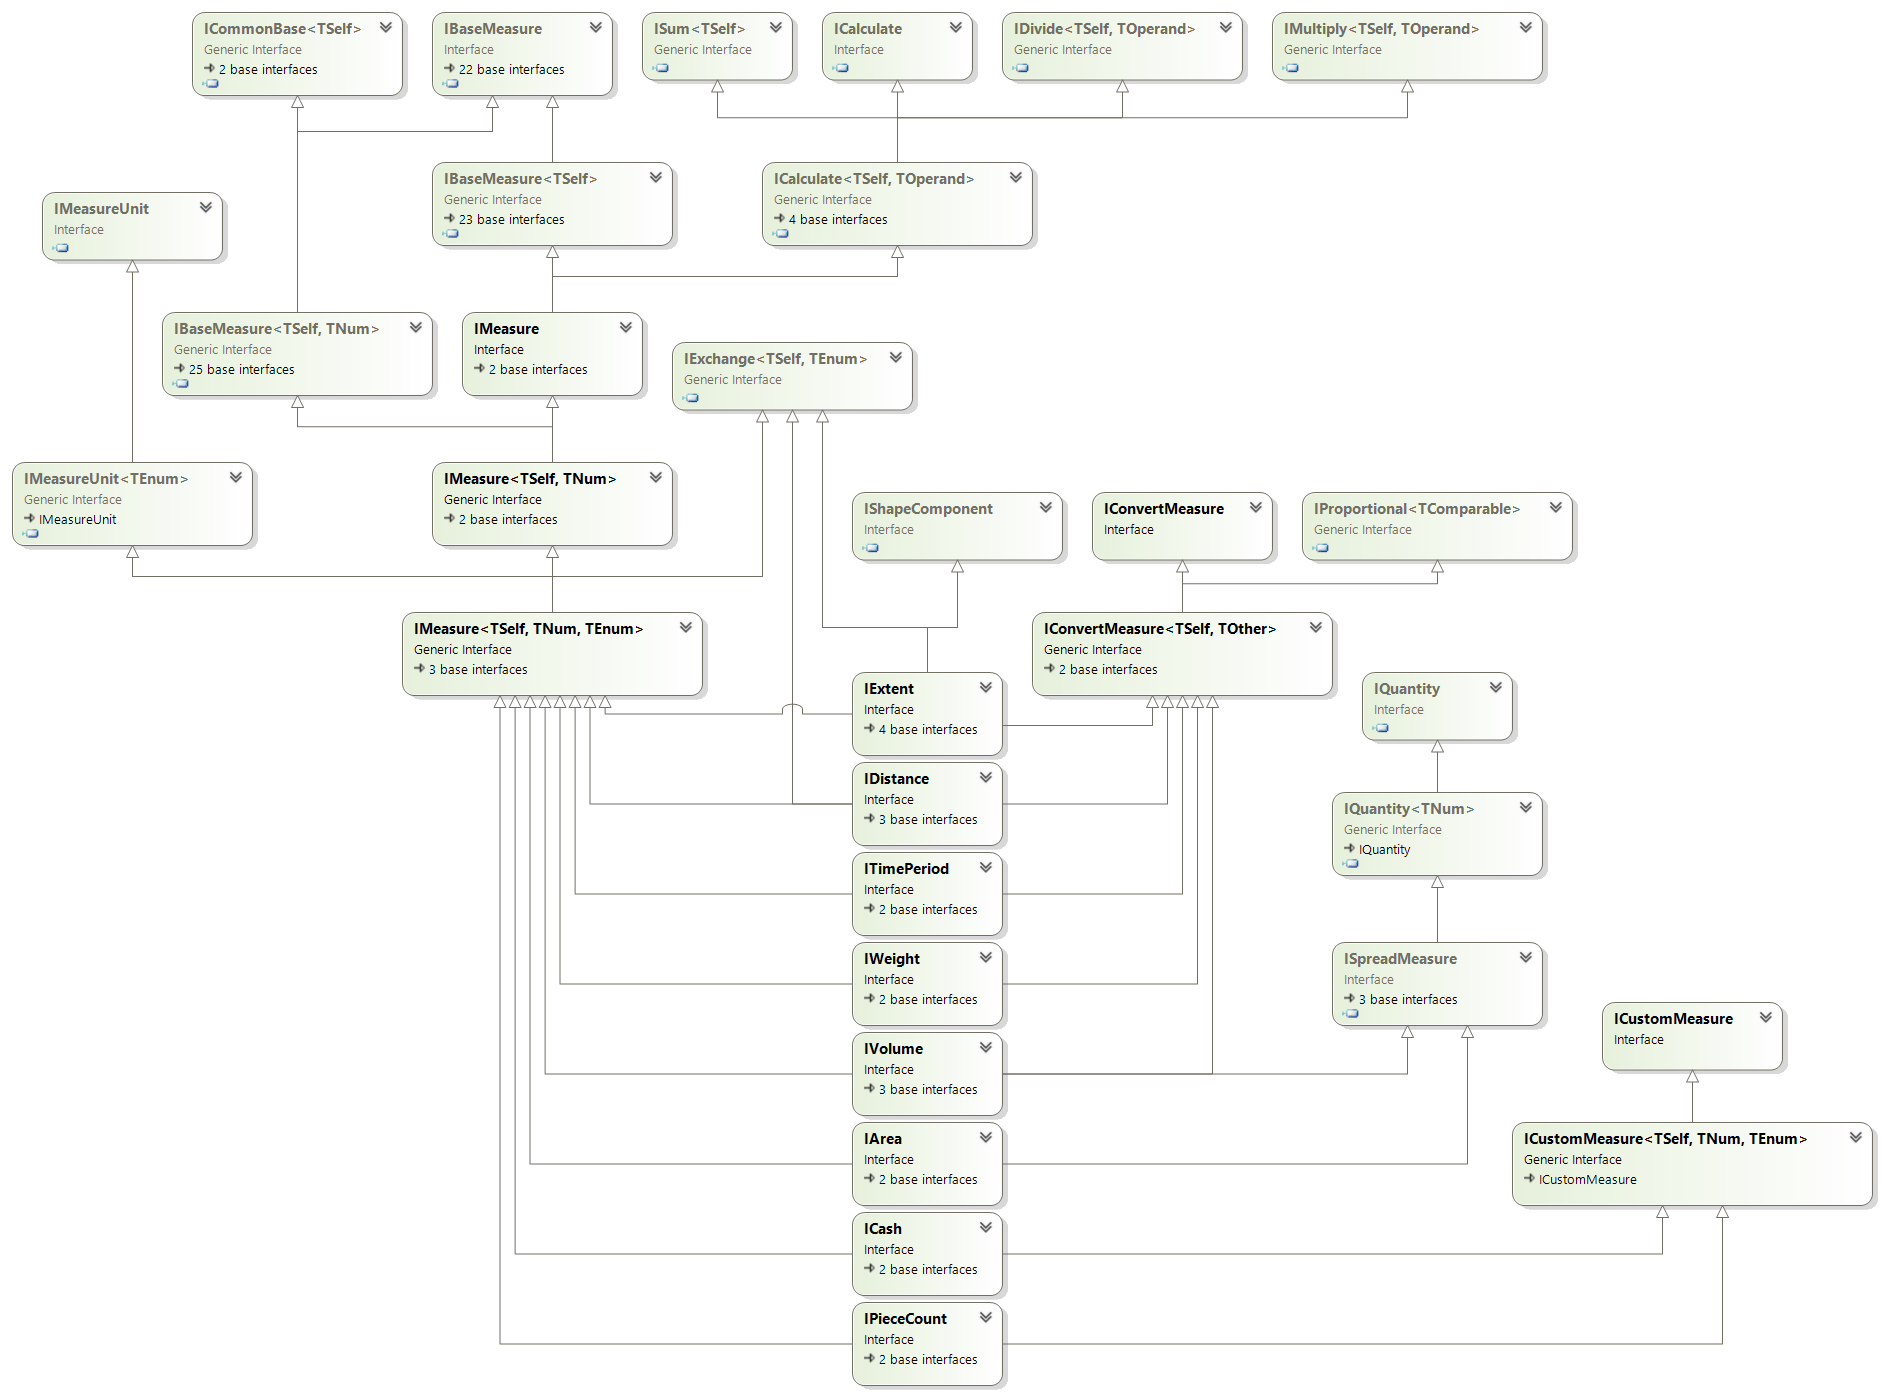 ICommonBase<TSelf>
Generic Interface
2 base interfaces
IBaseMeasure
Interface
22 base interfaces
ISum<TSelf>
Generic Interface
ICalculate
Interface
IDivide<TSelf, TOperand>
Generic Interface
IMultiply<TSelf, TOperand>
Generic Interface
IMeasureUnit
Interface
IBaseMeasure<TSelf>
Generic Interface
23 base interfaces
ICalculate<TSelf, TOperand>
Generic Interface
4 base interfaces
IBaseMeasure<TSelf, TNum>
Generic Interface
25 base interfaces
IMeasure
Interface
2 base interfaces
IExchange<TSelf, TEnum>
Generic Interface
IMeasureUnit<TEnum>
Generic Interface
IMeasureUnit
IMeasure<TSelf, TNum>
Generic Interface
2 base interfaces
IShapeComponent
Interface
IConvertMeasure
Interface
IProportional<TComparable>
Generic Interface
IMeasure<TSelf, TNum, TEnum>
Generic Interface
3 base interfaces
IConvertMeasure<TSelf, TOther>
Generic Interface
2 base interfaces
IExtent
Interface
4 base interfaces
IQuantity
Interface
IDistance
Interface
3 base interfaces
IQuantity<TNum>
Generic Interface
IQuantity
ITimePeriod
Interface
2 base interfaces
IWeight
Interface
2 base interfaces
ISpreadMeasure
Interface
3 base interfaces
ICustomMeasure
Interface
IVolume
Interface
3 base interfaces
IArea
Interface
2 base interfaces
ICustomMeasure<TSelf, TNum, TEnum>
Generic Interface
ICustomMeasure
ICash
Interface
2 base interfaces
IPieceCount
Interface
2 base interfaces